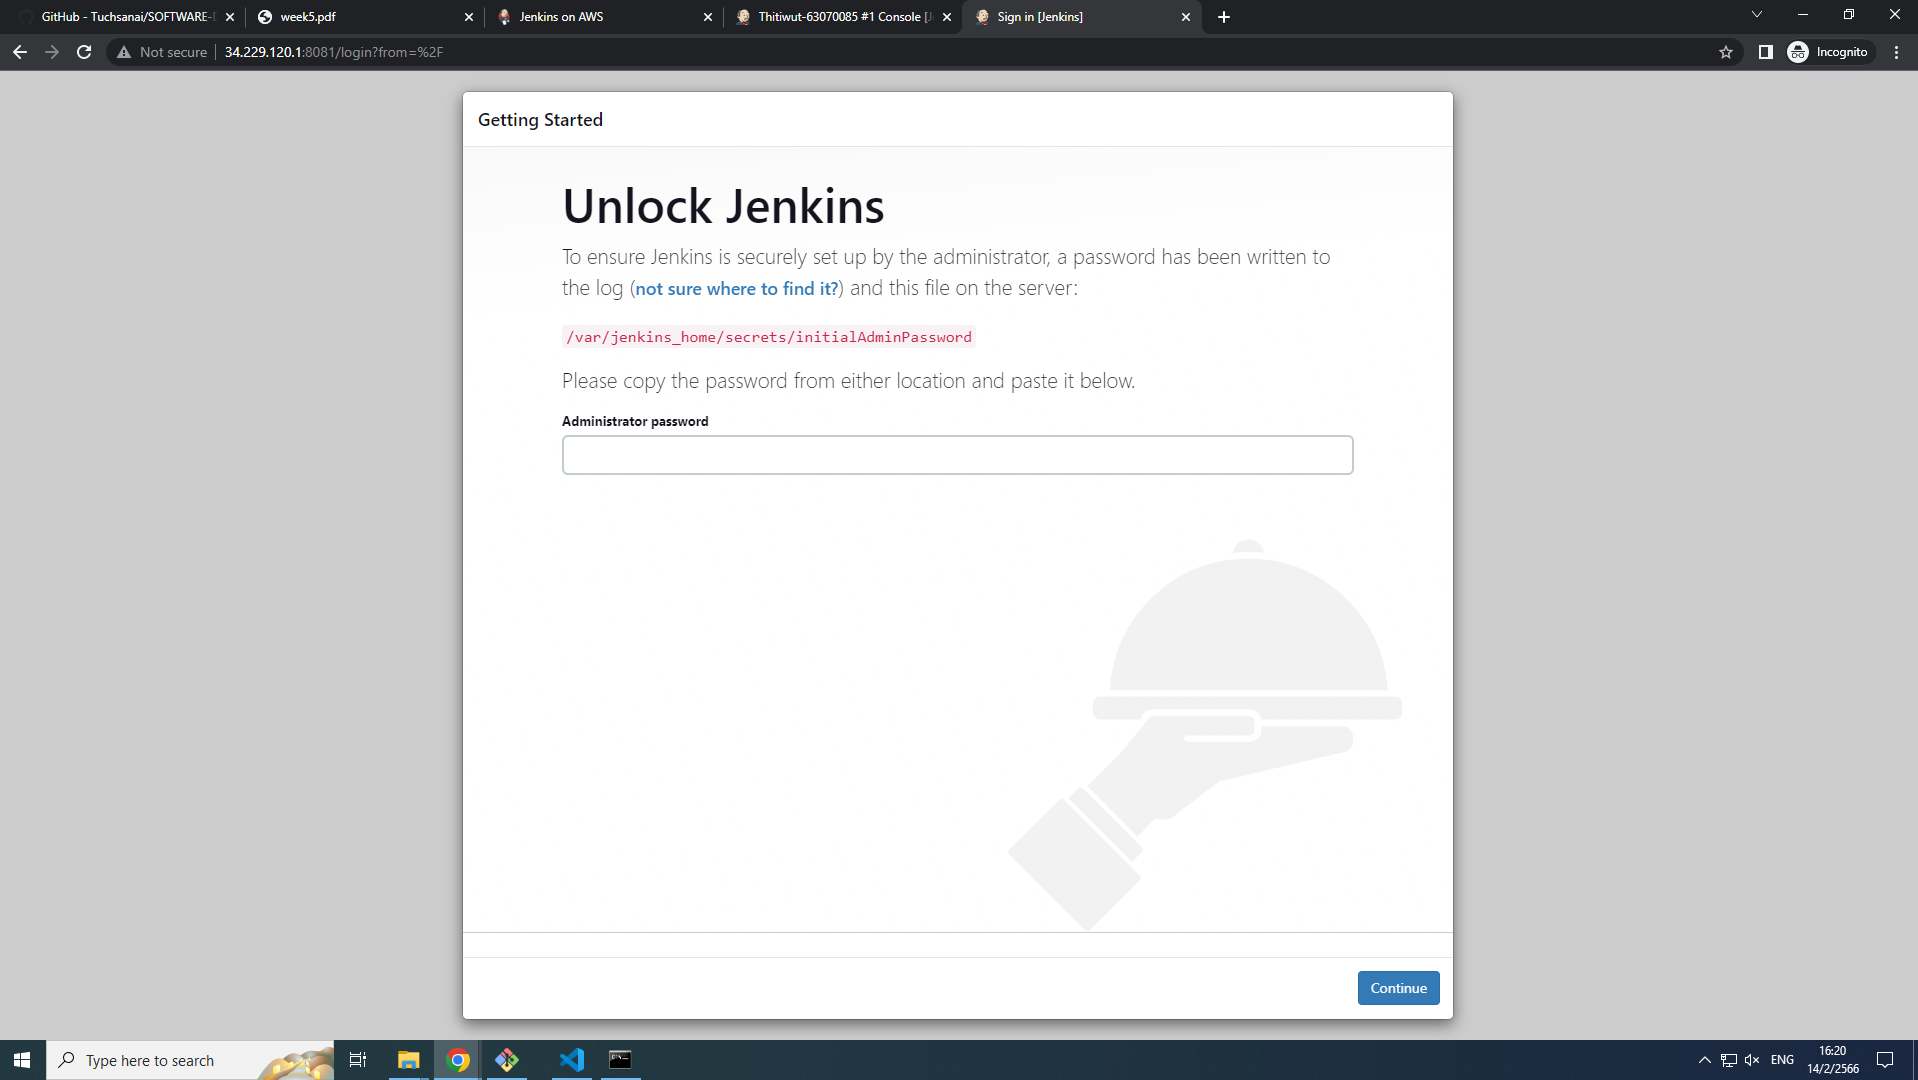 GitHub - Tuchsanai/SOFTWARE-
week5.pdf
Jenkins on AWS
Thitiwut-63070085 #1 Console [
Sign in [Jenkins]
Not secure
34.229.120.1:8081/login?from=%2F
Incognito
Getting Started
Unlock Jenkins
To ensure Jenkins is securely set up by the administrator, a password has been written to
the log (not sure where to find it?) and this file on the server:
/var/jenkins_home/secrets/initialAdminPassword
Please copy the password from either location and paste it below.
Administrator password
Continue
Type here to search
ENG
16:20
14/2/2566